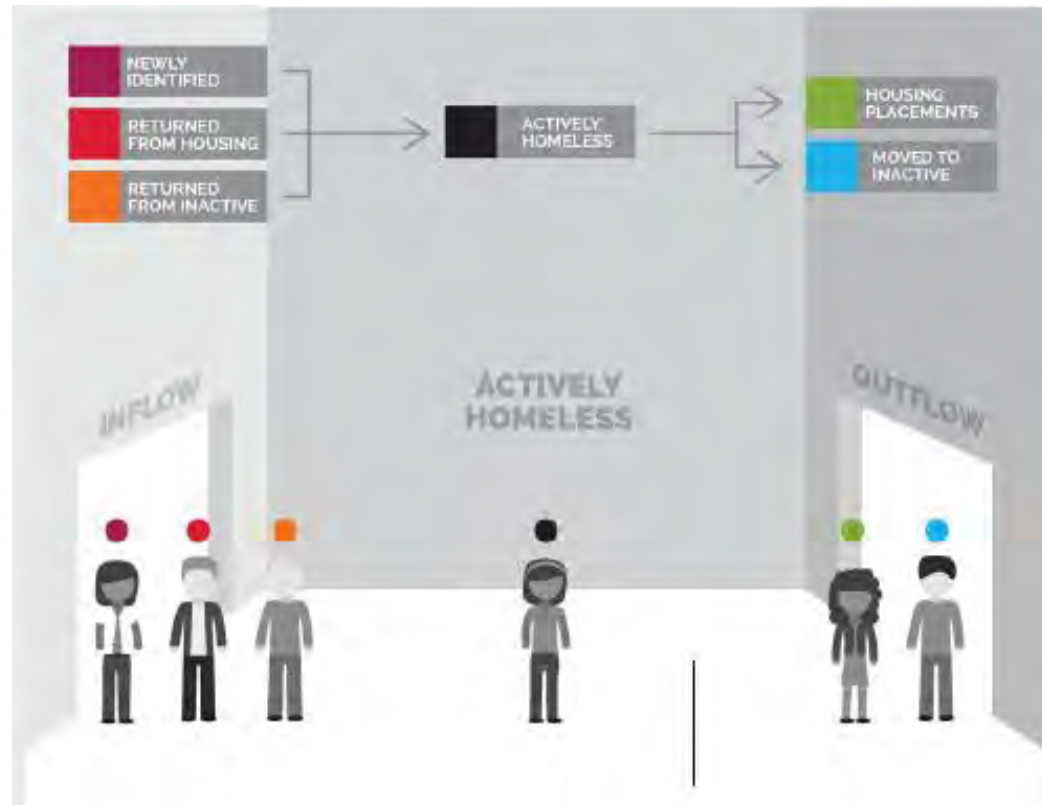 NEWLY
IDENTIFIED
RETURNED
FROM HOUSING
RETURNED
FROM INACTIVE
ACTIVELY
HOMELESS
HOUSING
PLACEMENTS
MOVED TO
INACTIVE
INFLOW
ACTIVELY
HOMELESS
OUTFLOW